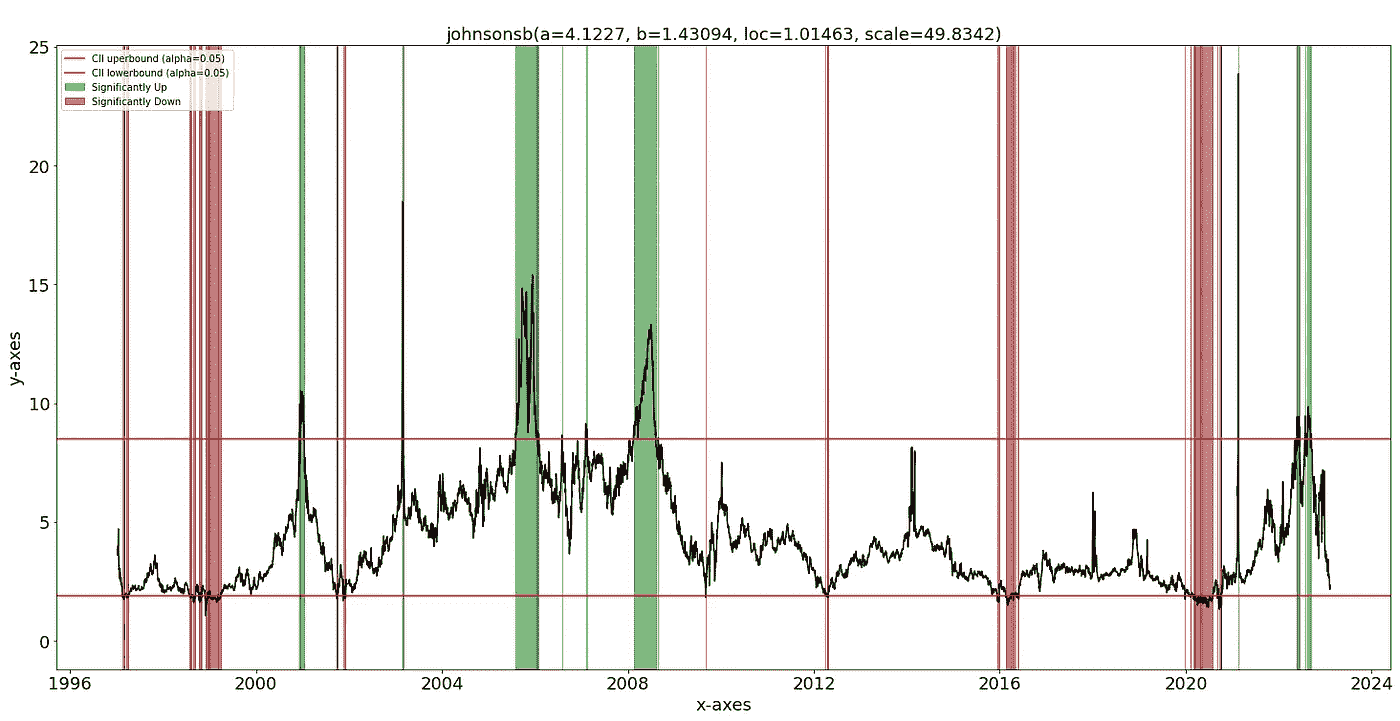 johnsonsb(a=4.1227, b=1.43094, loc=1.01463, scale=49.8342)
CII uperbound (alpha=0.05)
CII lowerbound (alpha=0.05)
Significantly Up
Significantly Down
25
20
15
10
5
0
y-axes
1996 2000 2004 2008 2012 2016 2020 2024
x-axes